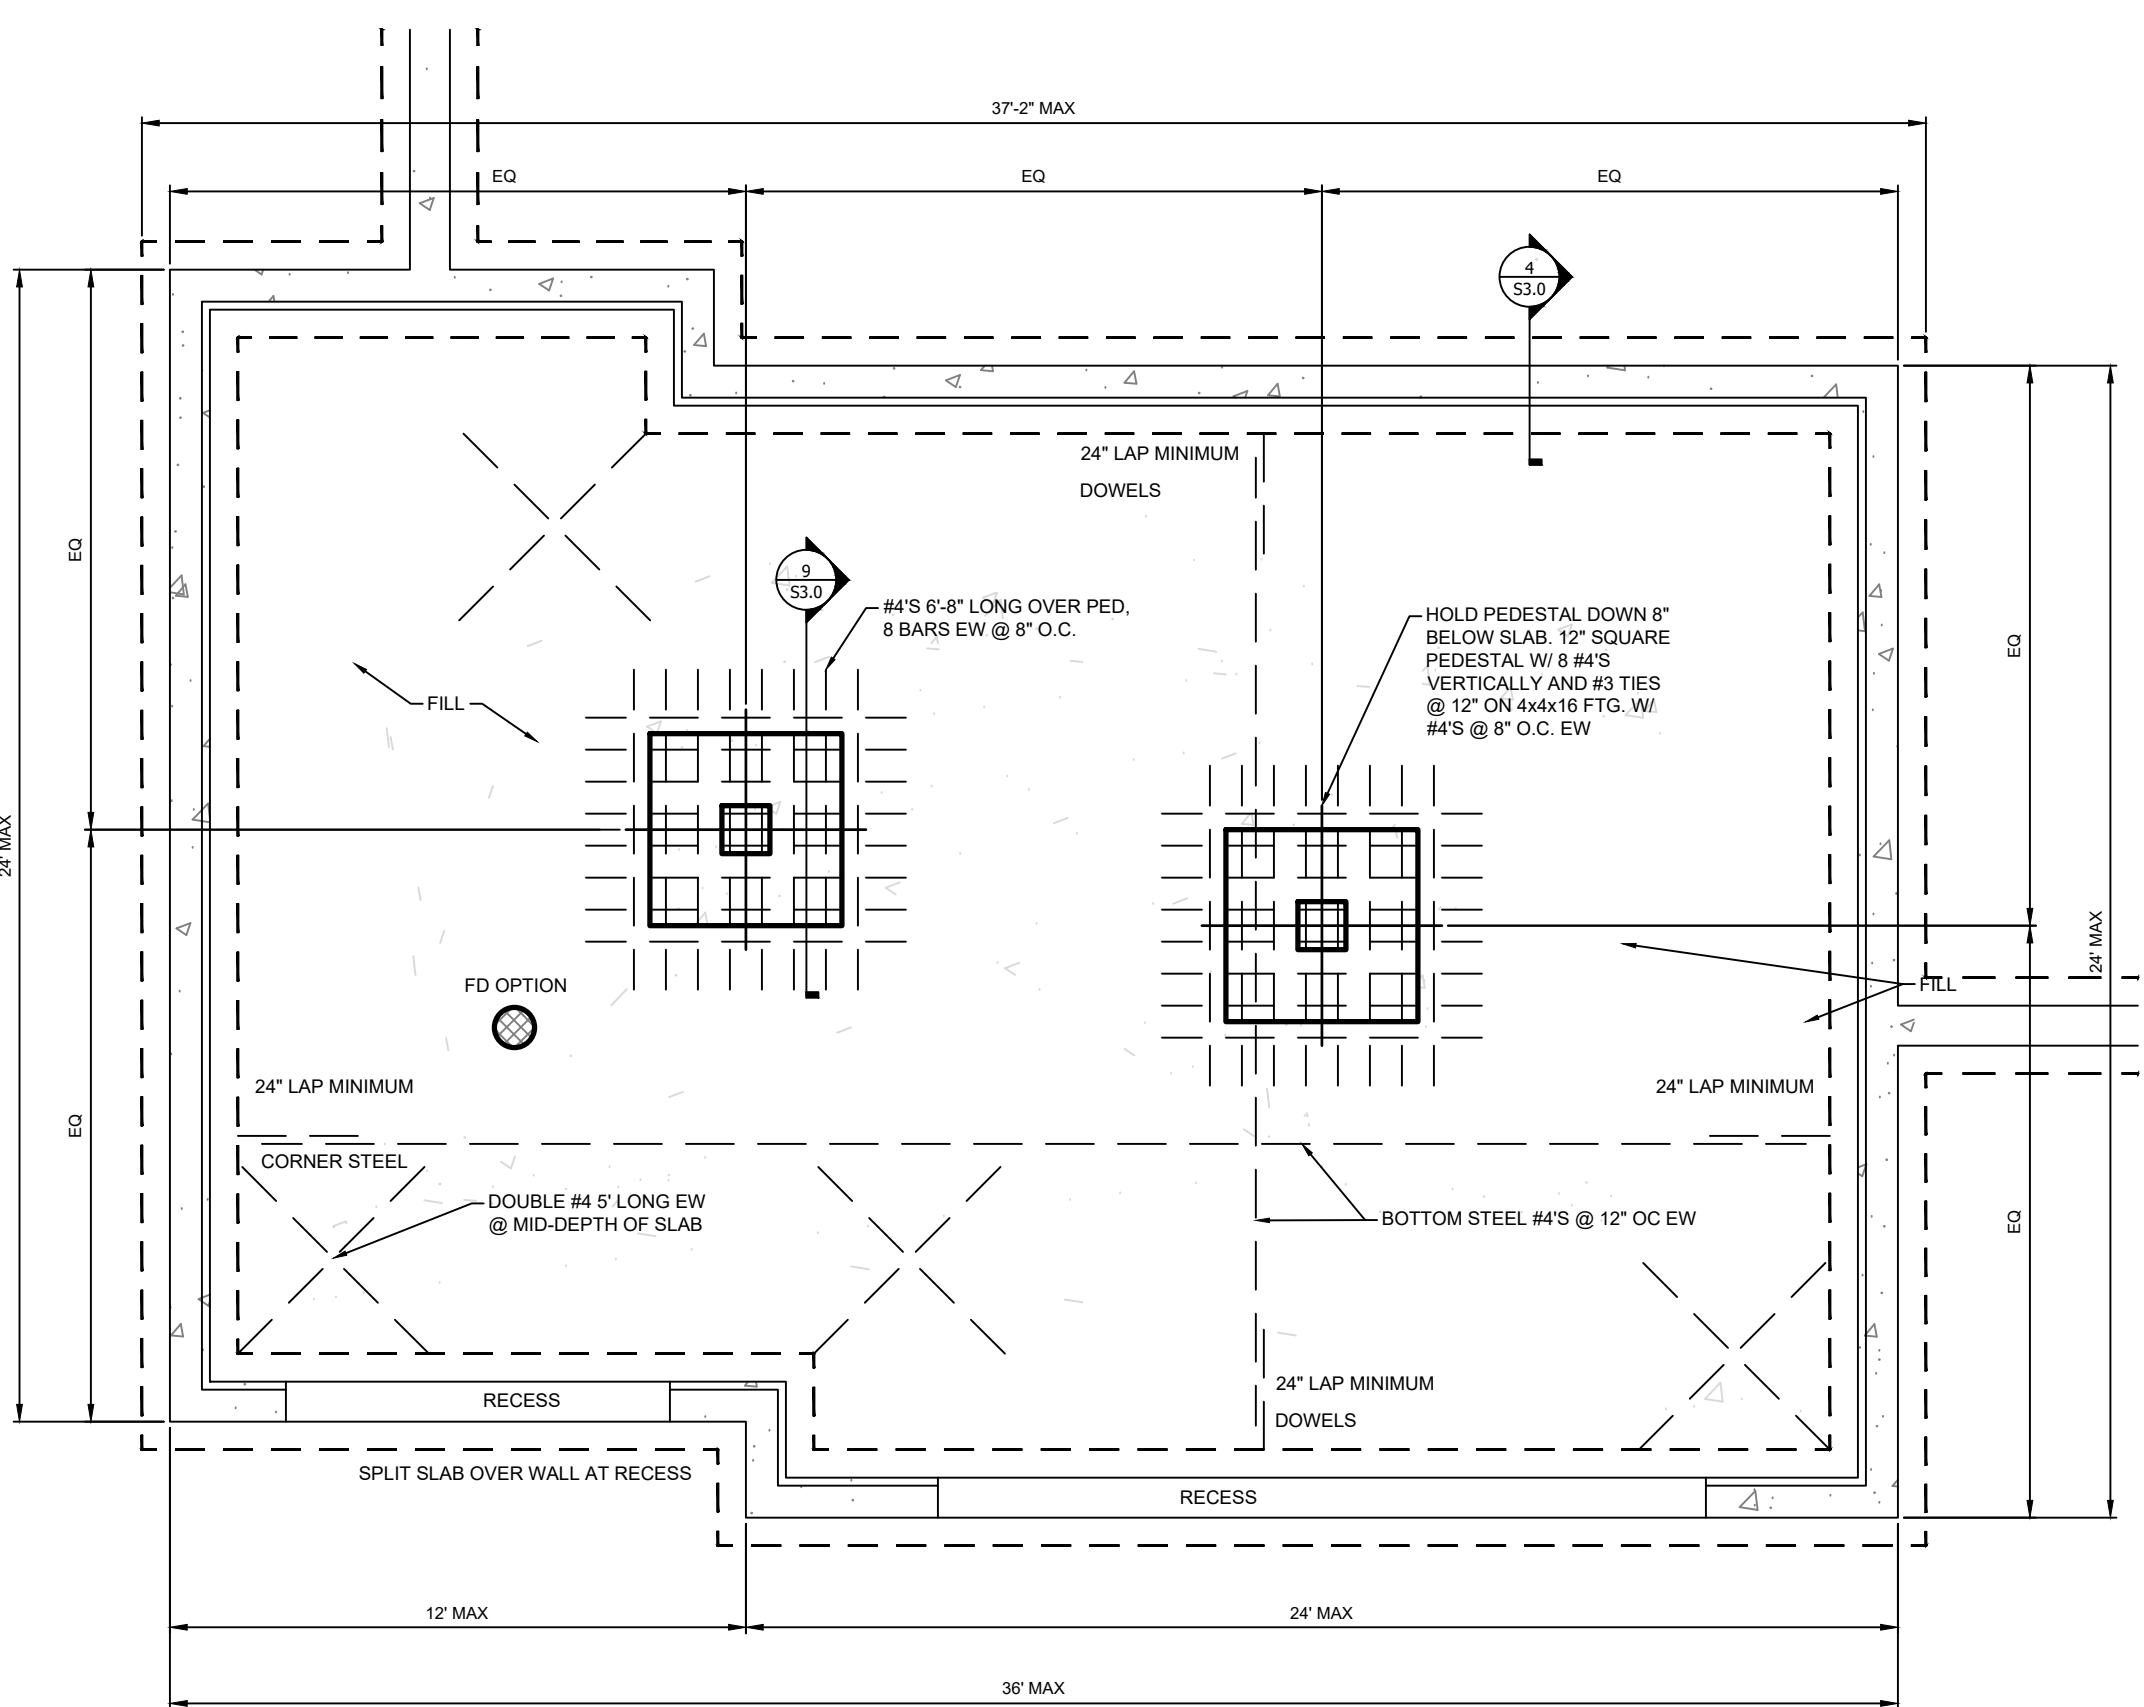 37'-2" MAX
EQ
EQ
EQ
4
S3.0
24" LAP MINIMUM
DOWELS
EQ
9
S3.0
#4'S 6'-8" LONG OVER PED,
8 BARS EW @ 8" O.C.
HOLD PEDESTAL DOWN 8"
BELOW SLAB. 12" SQUARE
PEDESTAL W/ 8 #4'S
VERTICALLY AND #3 TIES
@ 12" ON 4x4x16 FTG. W/
#4'S @ 8" O.C. EW
EQ
FILL
24' MAX
24' MAX
FD OPTION
FILL
24" LAP MINIMUM
24" LAP MINIMUM
EQ
CORNER STEEL
DOUBLE #4 5' LONG EW
@ MID-DEPTH OF SLAB
BOTTOM STEEL #4'S @ 12" OC EW
EQ
24" LAP MINIMUM
DOWELS
RECESS
SPLIT SLAB OVER WALL AT RECESS
RECESS
12' MAX
24' MAX
36' MAX